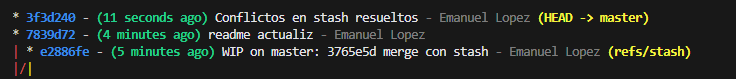 * 3f3d240 - (11 seconds ago) Conflictos en stash resueltos - Emanuel Lopez (HEAD -> master)
* 7839d72 - (4 minutes ago) readme actualiz - Emanuel Lopez
| * e2886fe - (5 minutes ago) WIP on master: 3765e5d merge con stash - Emanuel Lopez (refs/stash)
|/|